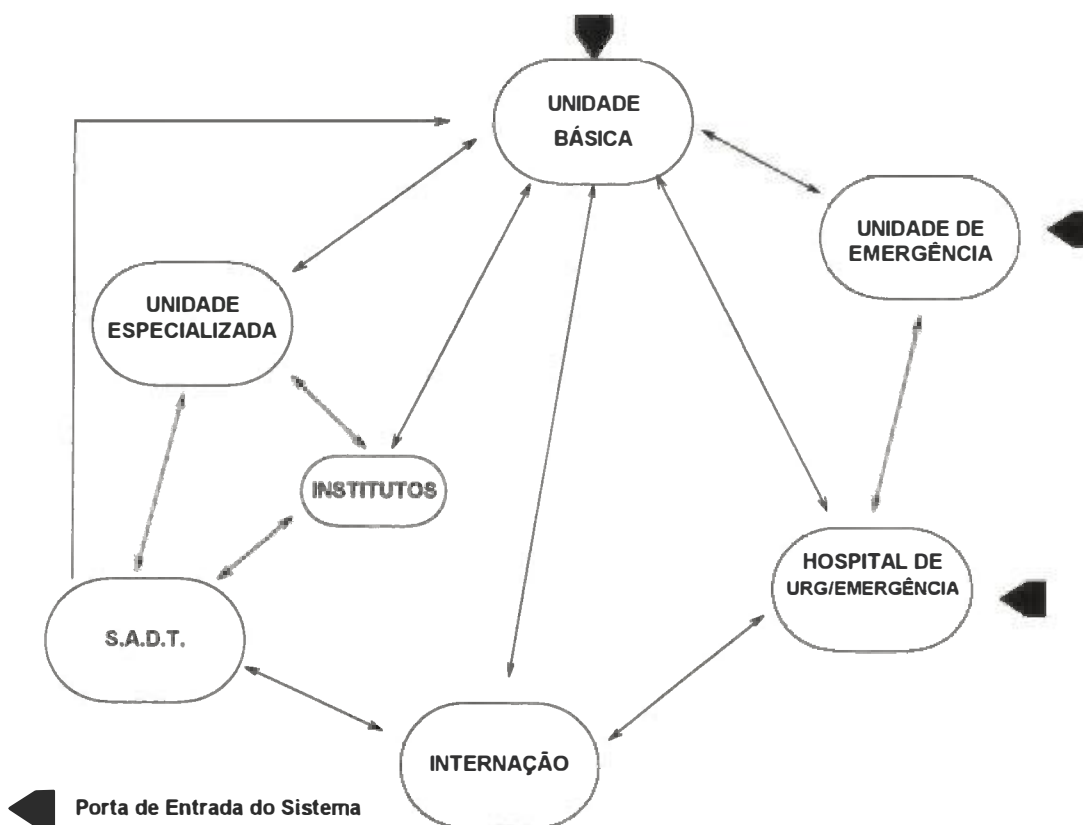 UNIDADE
BÁSICA
UNIDADE DE
EMERGÊNCIA
UNIDADE
ESPECIALIZADA
INSTITUTOS
HOSPITAL DE
URG/EMERGÊNCIA
S.A.D.T.
INTERNAÇÃO
Porta de Entrada do Sistema